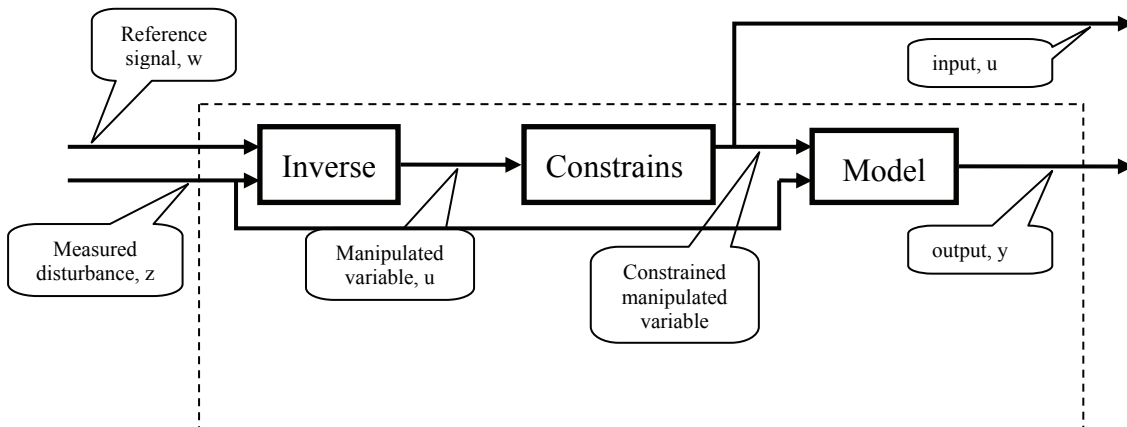 Reference
signal, w
input, u
Inverse
Constrains
Model
Measured
disturbance, z
Manipulated
variable, u
Constrained
manipulated
variable
output, y